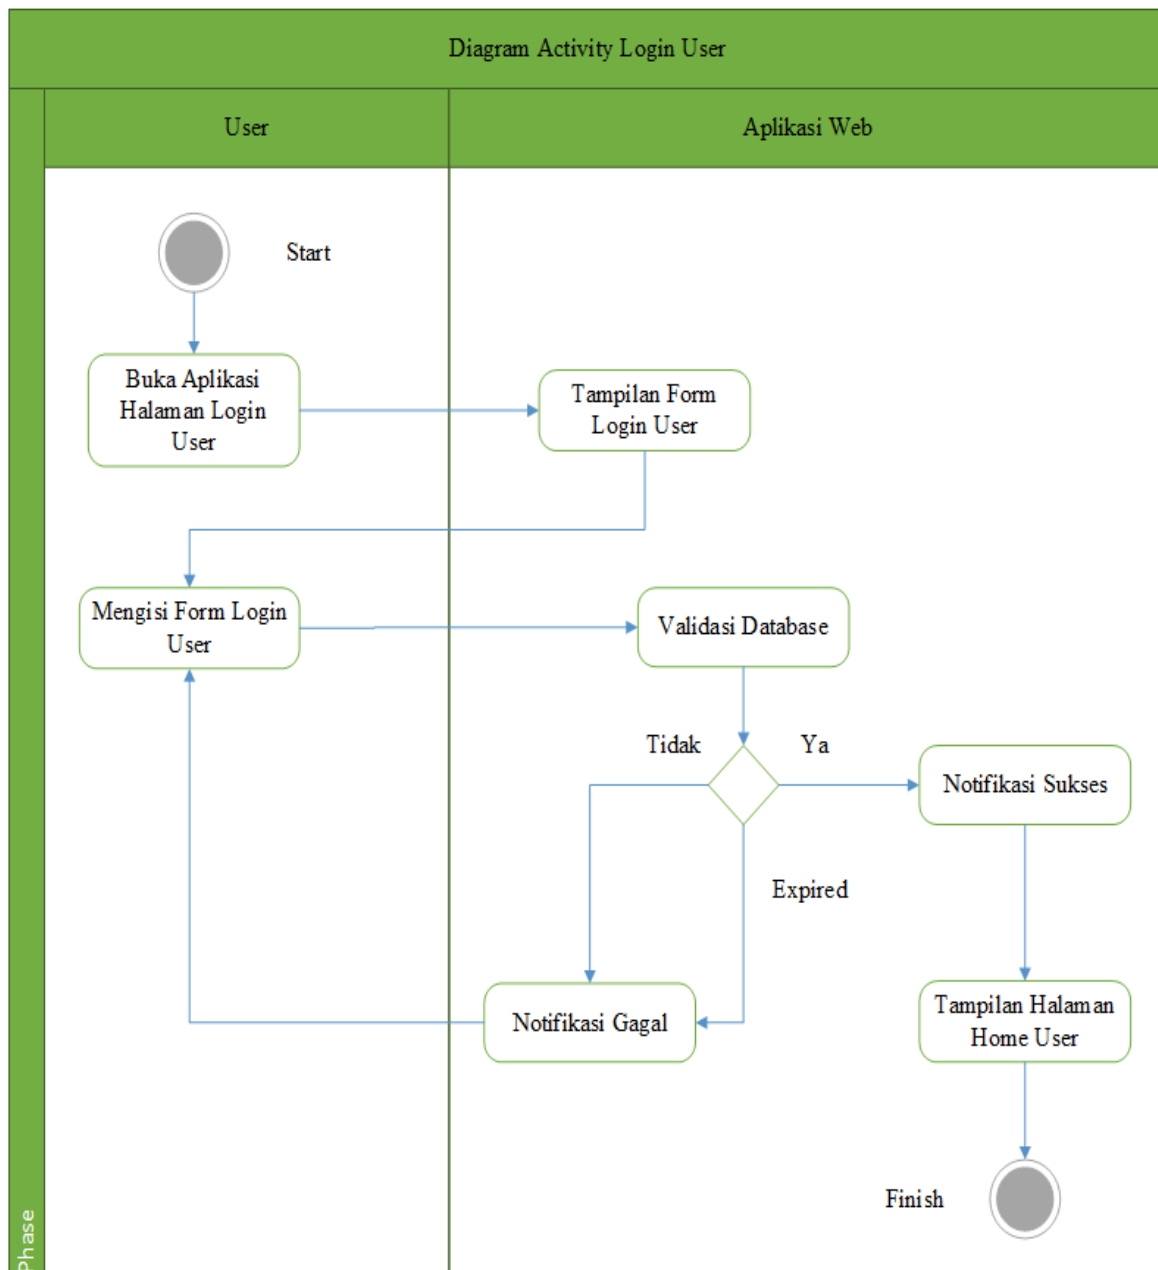 Diagram Activity Login User
User
Aplikasi Web
Start
Buka Aplikasi
Halaman Login
User
Tampilan Form
Login User
Mengisi Form Login
User
Validasi Database
Tidak
Ya
Notifikasi Sukses
Expired
Notifikasi Gagal
Tampilan Halaman
Home User
Finish
Phase